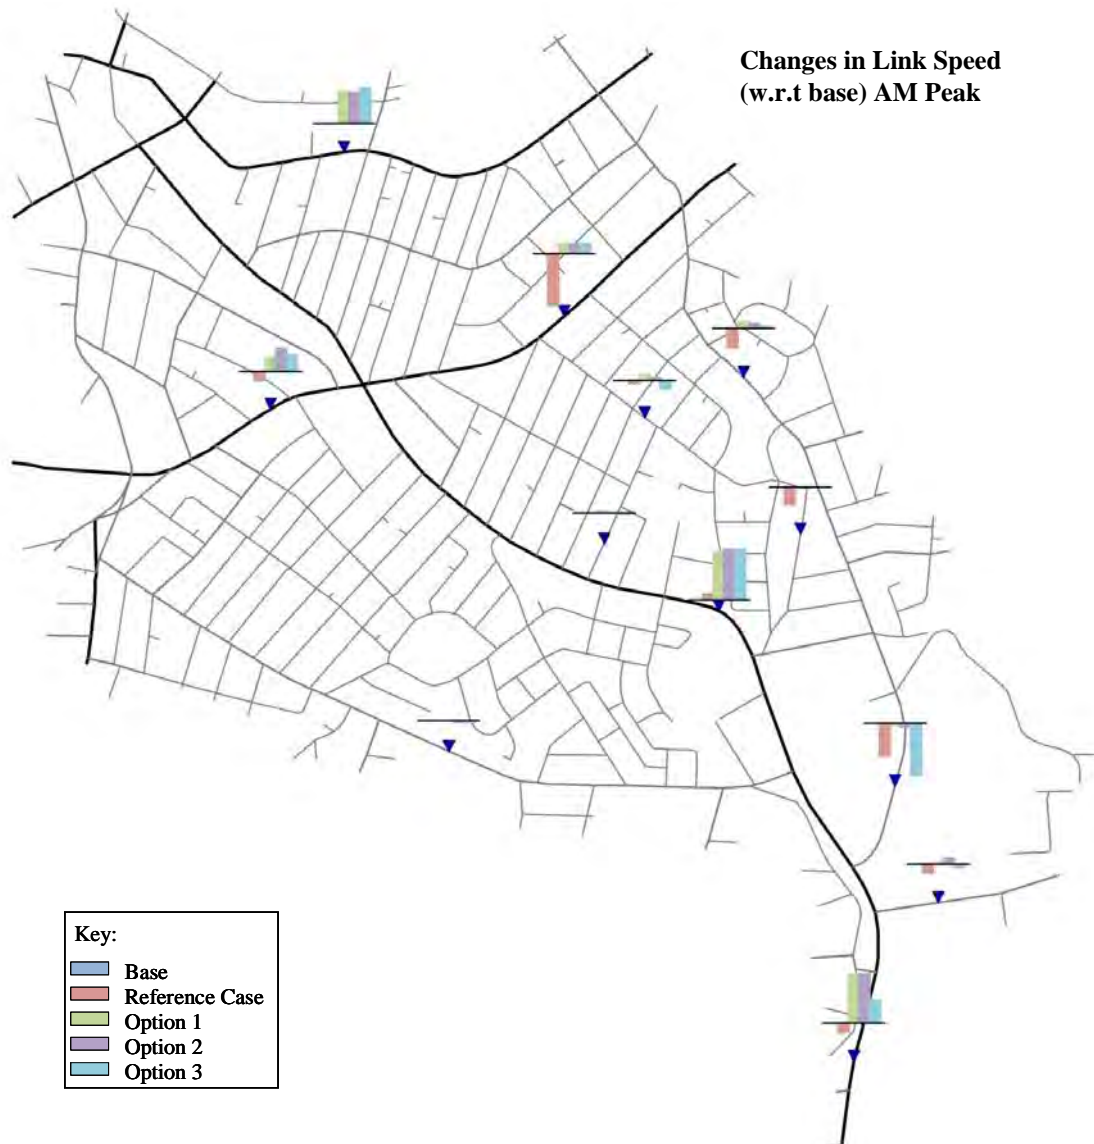 Changes in Link Speed
(w.r.t base) AM Peak
Key:
Base
Reference Case
Option 1
Option 2
Option 3